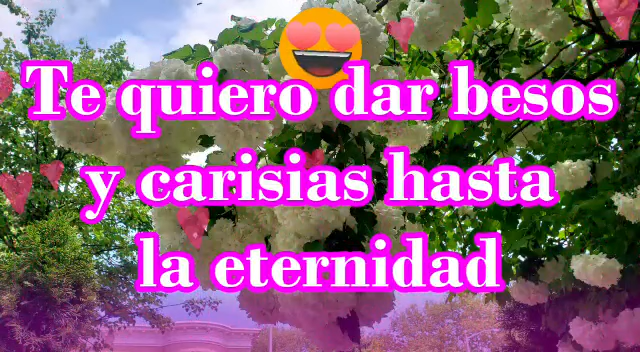 Te quiero dar besos
y carisias hasta
la eternidad